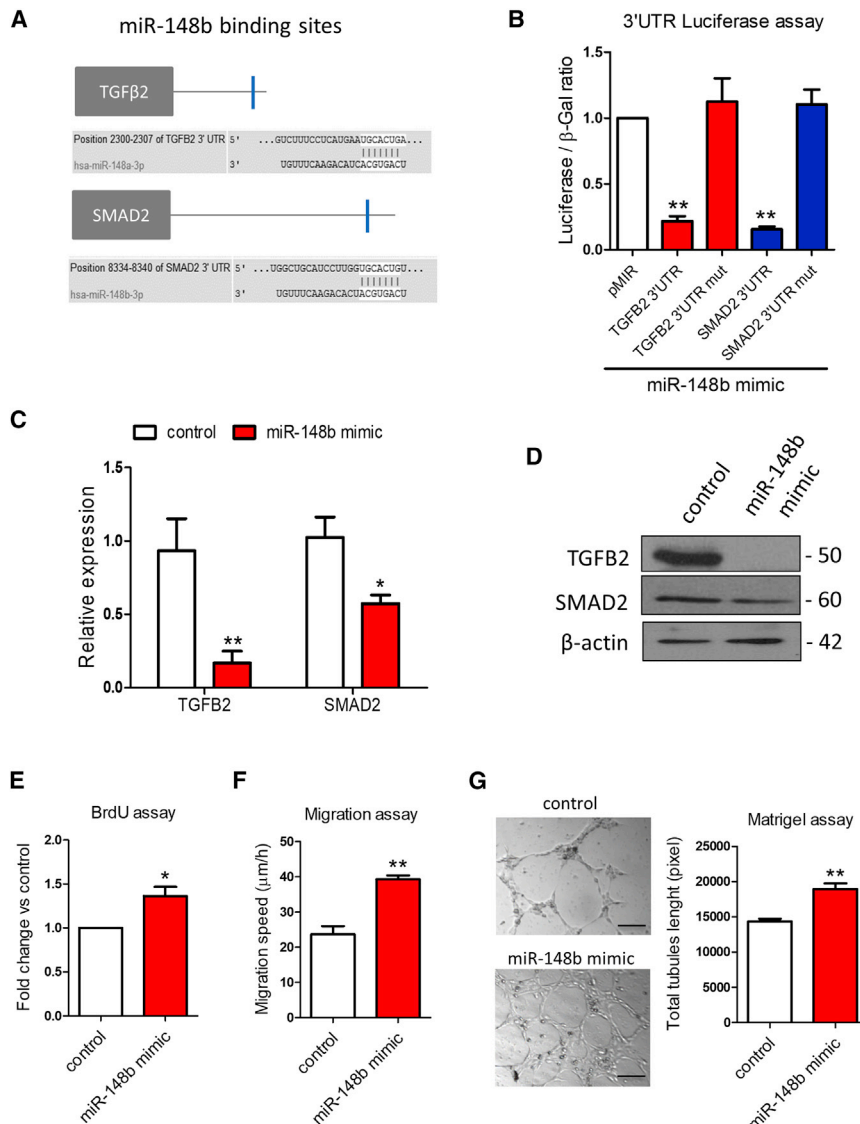 A
miR-148b binding sites
TGFβ2
Position 2300-2307 of TGFB2 3' UTR 5' ...GUCUUUCCUCAUGAAUGCACUGA...
hsa-miR-148a-3p 3' UGUUUCAAGACAUCACGUGACU
SMAD2
Position 8334-8340 of SMAD2 3' UTR 5' ...UGGCUGCAUCCUUGGUGCACUGU...
hsa-miR-148b-3p 3' UGUUUCAAGACACUACGUGACU
B
3'UTR Luciferase assay
Luciferase / β-Gal ratio
1.5
1.0
0.5
0.0
**
**
pMIR
TGFB2 3'UTR
TGFB2 3'UTR mut
SMAD2 3'UTR
SMAD2 3'UTR mut
miR-148b mimic
C
control
miR-148b mimic
Relative expression
1.5
1.0
0.5
0.0
**
*
TGFB2
SMAD2
D
control
miR-148b
mimic
TGFB2
- 50
SMAD2
- 60
β-actin
- 42
E
BrdU assay
Fold change vs control
2.0
1.5
1.0
0.5
0.0
*
control
miR-148b mimic
F
Migration assay
Migration speed (μm/h)
50
40
30
20
10
0
**
control
miR-148b mimic
G
control
miR-148b mimic
Matrigel assay
Total tubules lenght (pixel)
25000
20000
15000
10000
5000
0
**
control
miR-148b mimic